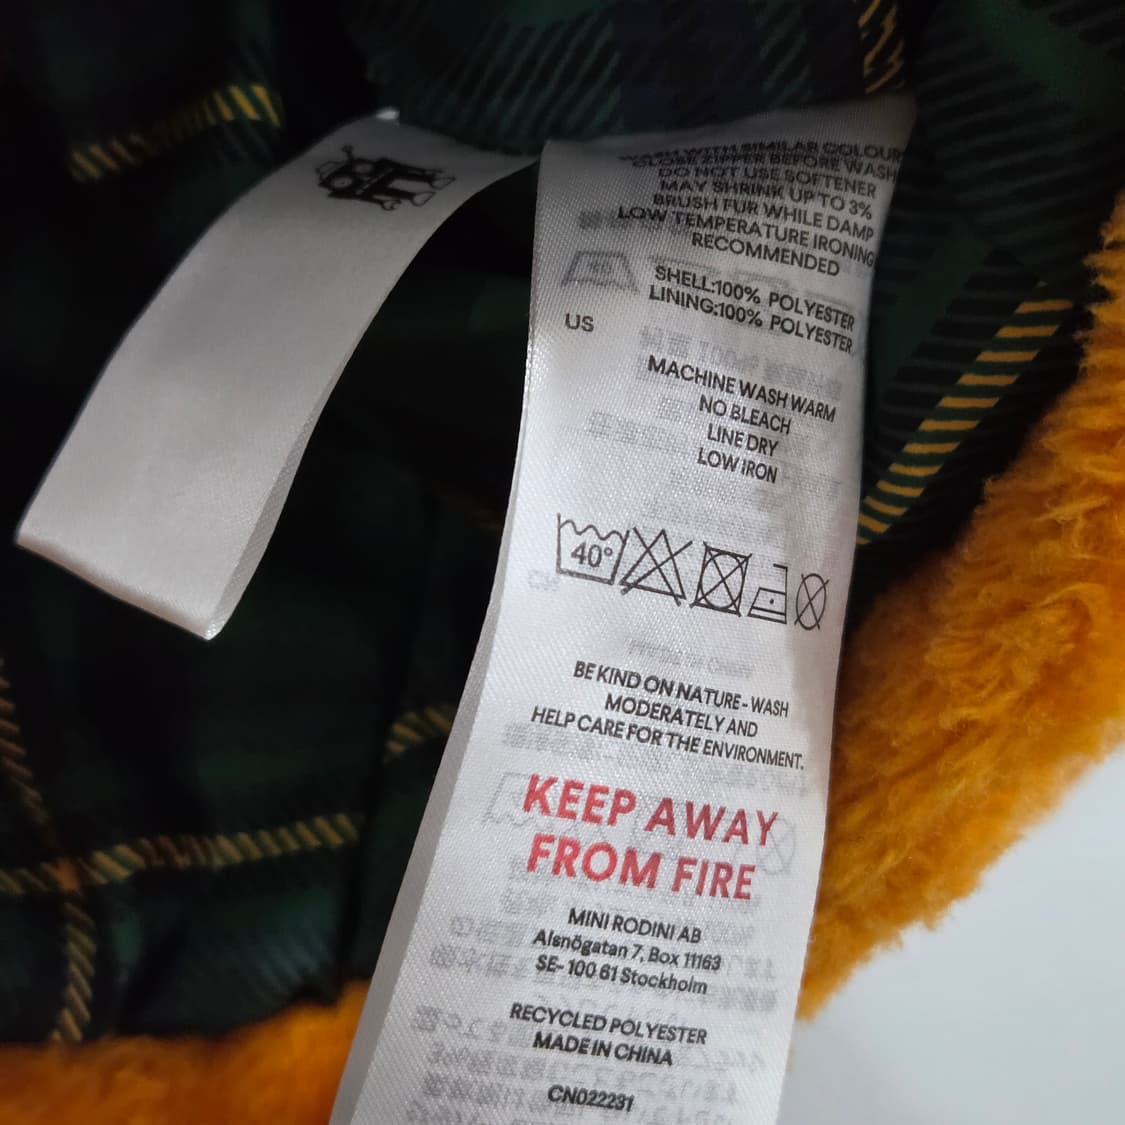 WASH WITH SIMILAR COLOUR
CLOSE ZIPPER BEFORE WASH
DO NOT USE SOFTENER
MAY SHRINK UP TO 3%
BRUSH FUR WHILE DAMP
LOW TEMPERATURE IRONING
RECOMMENDED
SHELL:100% POLYESTER
LINING:100% POLYESTER
US
MACHINE WASH WARM
NO BLEACH
LINE DRY
LOW IRON
40°
BE KIND ON NATURE - WASH
MODERATELY AND
HELP CARE FOR THE ENVIRONMENT.
KEEP AWAY
FROM FIRE
MINI RODINI AB
Alsnögatan 7, Box 11163
SE- 100 61 Stockholm
RECYCLED POLYESTER
MADE IN CHINA
CN022231